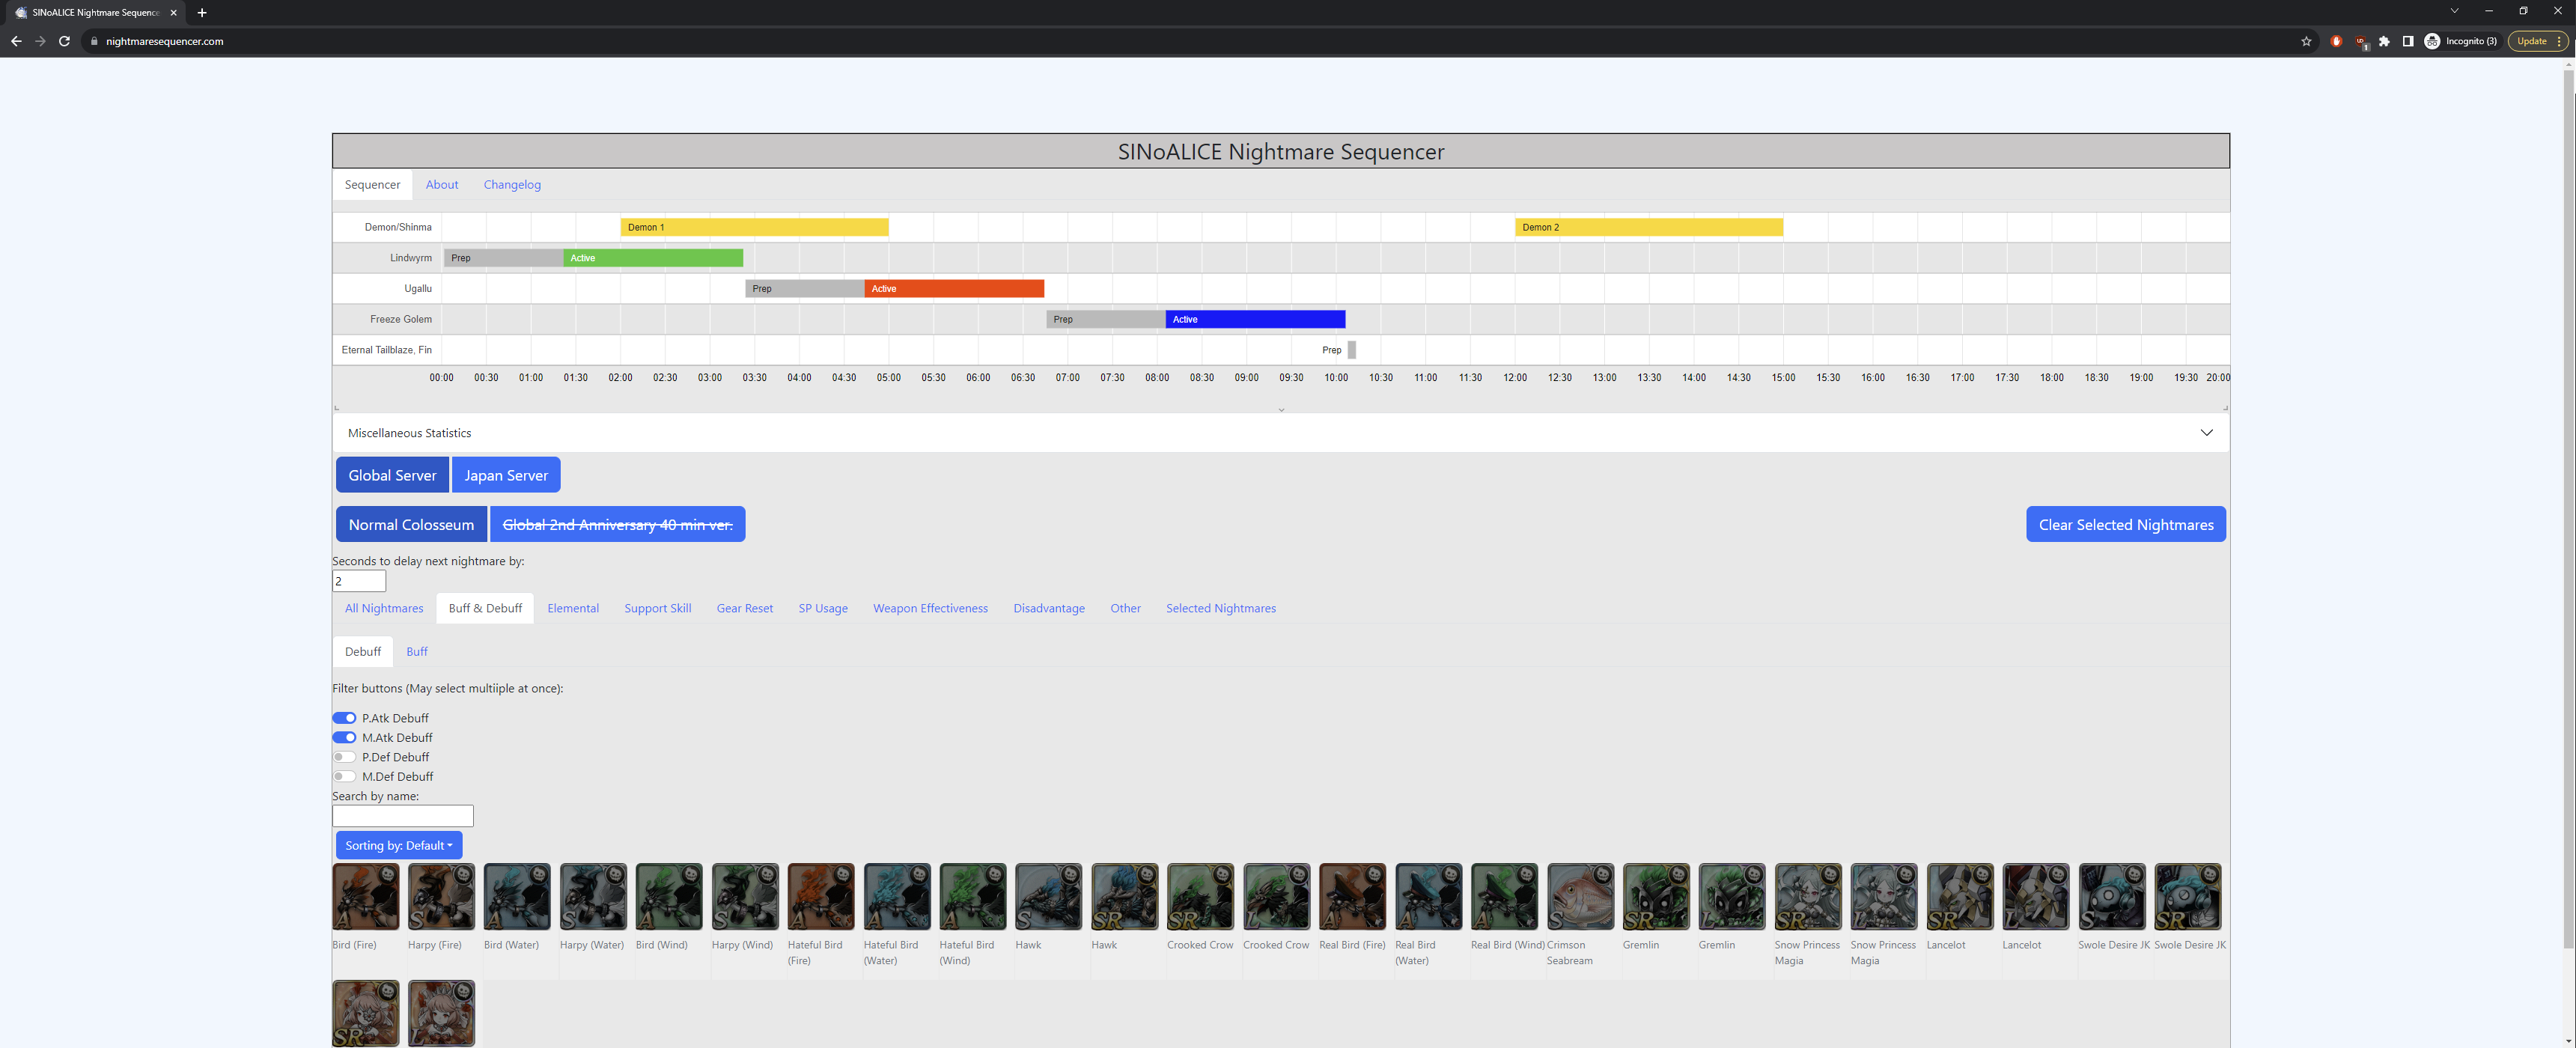 SINoALICE Nightmare Sequence
nightmaresequencer.com
Incognito (3)
Update
SINoALICE Nightmare Sequencer
Sequencer About Changelog
Demon/Shinma Demon 1 Demon 2
Lindwyrm Prep Active
Ugallu Prep Active
Freeze Golem Prep Active
Eternal Tailblaze, Fin Prep
00:00 00:30 01:00 01:30 02:00 02:30 03:00 03:30 04:00 04:30 05:00 05:30 06:00 06:30 07:00 07:30 08:00 08:30 09:00 09:30 10:00 10:30 11:00 11:30 12:00 12:30 13:00 13:30 14:00 14:30 15:00 15:30 16:00 16:30 17:00 17:30 18:00 18:30 19:00 19:30 20:00
Miscellaneous Statistics
Global Server Japan Server
Normal Colosseum Global 2nd Anniversary 40 min ver. Clear Selected Nightmares
Seconds to delay next nightmare by:
2
All Nightmares Buff & Debuff Elemental Support Skill Gear Reset SP Usage Weapon Effectiveness Disadvantage Other Selected Nightmares
Debuff Buff
Filter buttons (May select multiiple at once):
P.Atk Debuff
M.Atk Debuff
P.Def Debuff
M.Def Debuff
Search by name:
Sorting by: Default
A S A S A S A A A S SR SR L A A A S SR L SR L SR L S SR
Bird (Fire) Harpy (Fire) Bird (Water) Harpy (Water) Bird (Wind) Harpy (Wind) Hateful Bird Hateful Bird Hateful Bird Hawk Hawk Crooked Crow Crooked Crow Real Bird (Fire) Real Bird Real Bird (Wind) Crimson Gremlin Gremlin Snow Princess Snow Princess Lancelot Lancelot Swole Desire JK Swole Desire JK
(Fire) (Water) (Wind) (Water) Seabream Magia Magia
SR L